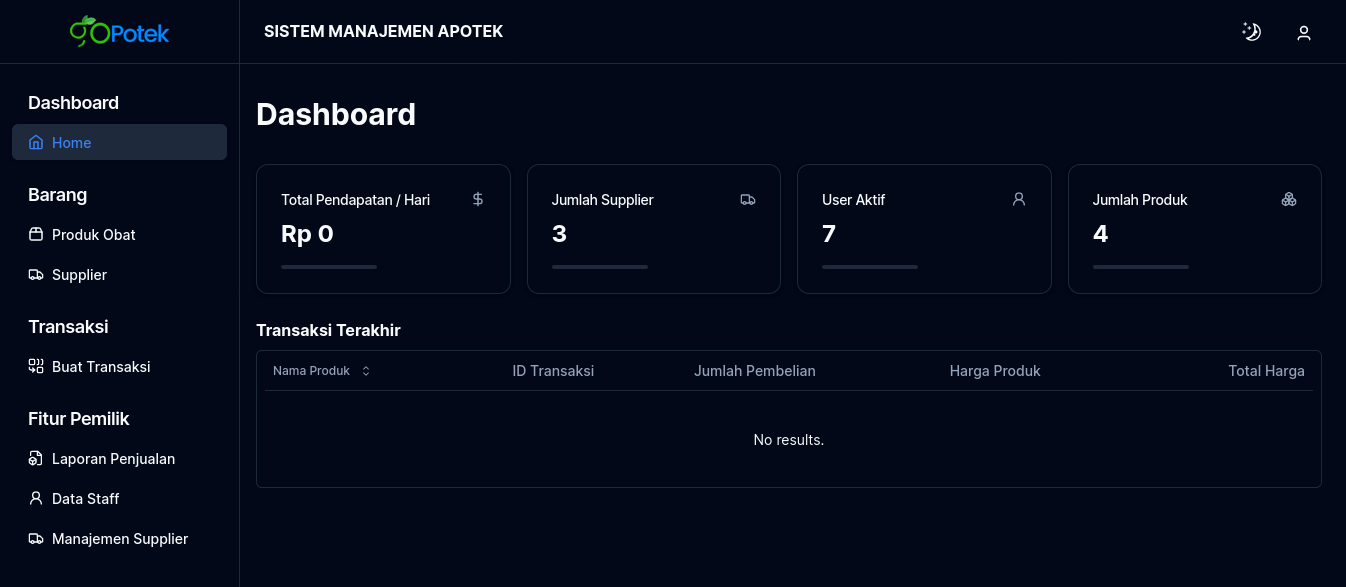 goPotek
SISTEM MANAJEMEN APOTEK
Dashboard
Home
Barang
Produk Obat
Supplier
Transaksi
Buat Transaksi
Fitur Pemilik
Laporan Penjualan
Data Staff
Manajemen Supplier
Dashboard
Total Pendapatan / Hari
Rp 0
Jumlah Supplier
3
User Aktif
7
Jumlah Produk
4
Transaksi Terakhir
Nama Produk ID Transaksi Jumlah Pembelian Harga Produk Total Harga
No results.